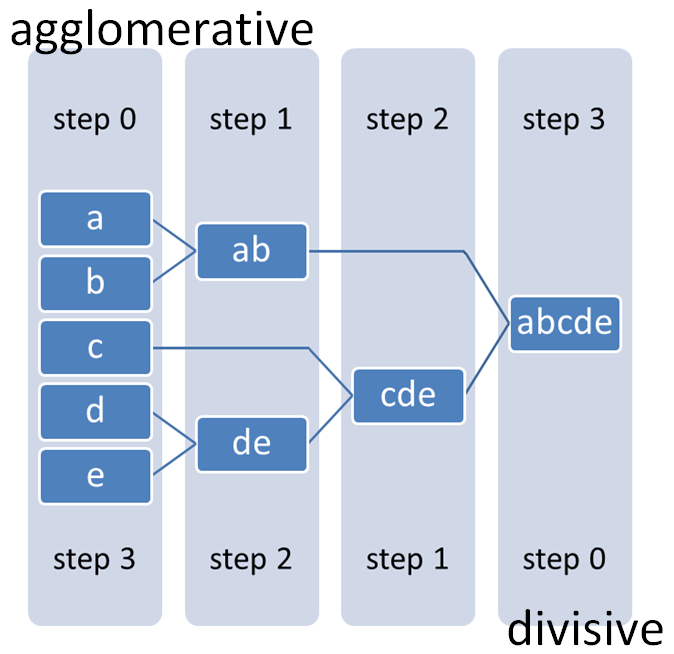 agglomerative
step 0 step 1 step 2 step 3
a
b
ab
c
d
e
de
cde
abcde
step 3 step 2 step 1 step 0
divisive